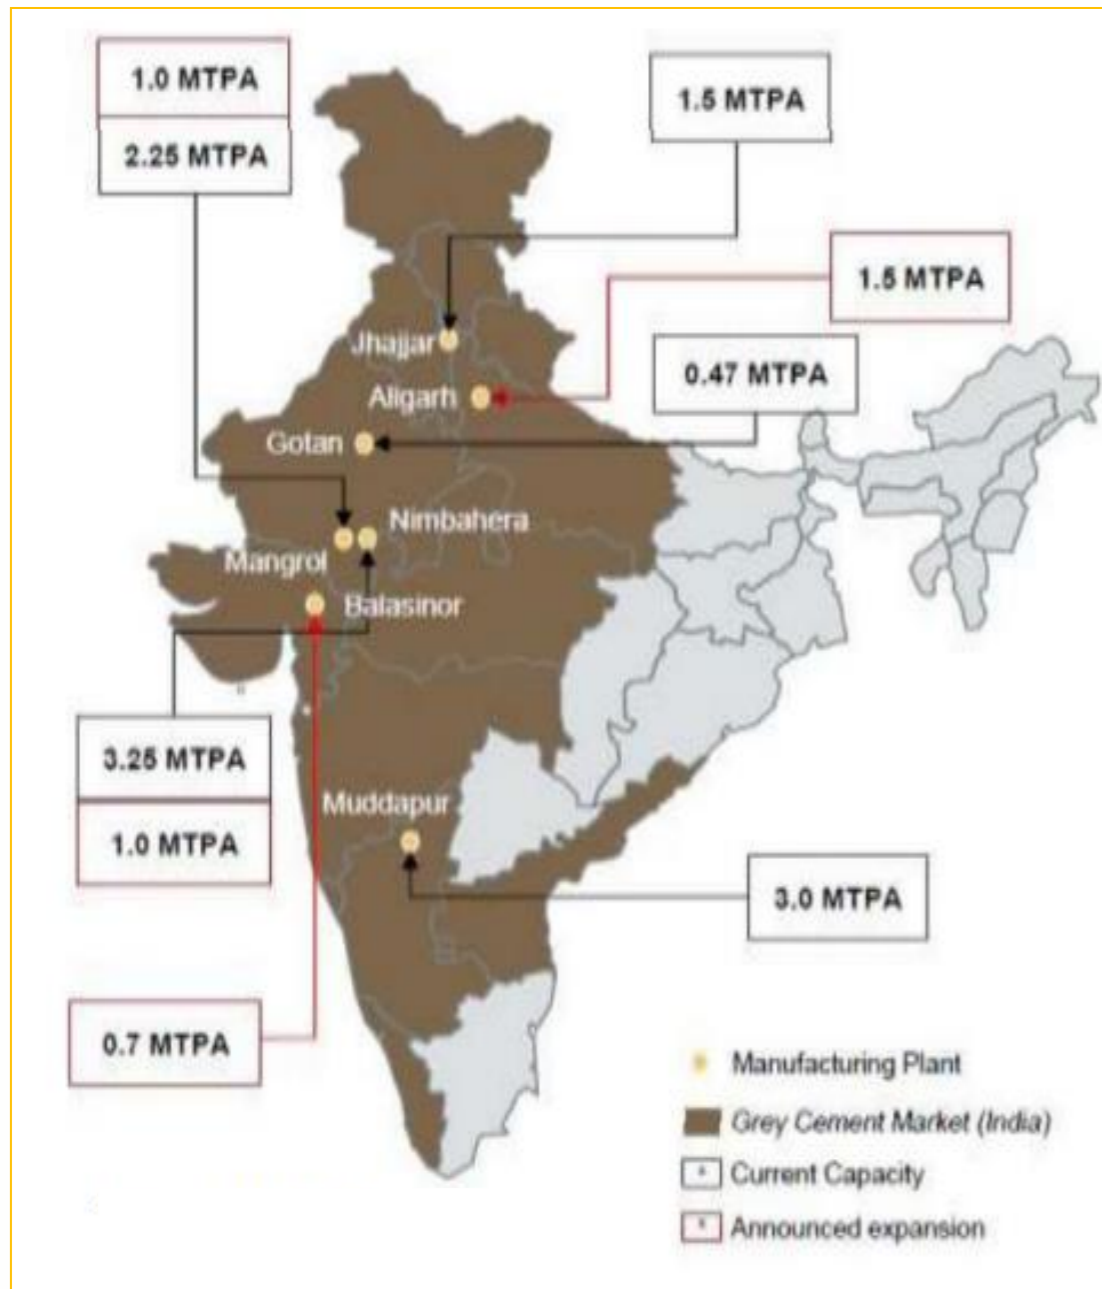 1.0 MTPA
2.25 MTPA
1.5 MTPA
1.5 MTPA
0.47 MTPA
Jhajjar
Aligarh
Gotan
Nimbahera
Mangrol
Balasinor
3.25 MTPA
1.0 MTPA
Muddapur
3.0 MTPA
0.7 MTPA
Manufacturing Plant
Grey Cement Market (India)
Current Capacity
Announced expansion